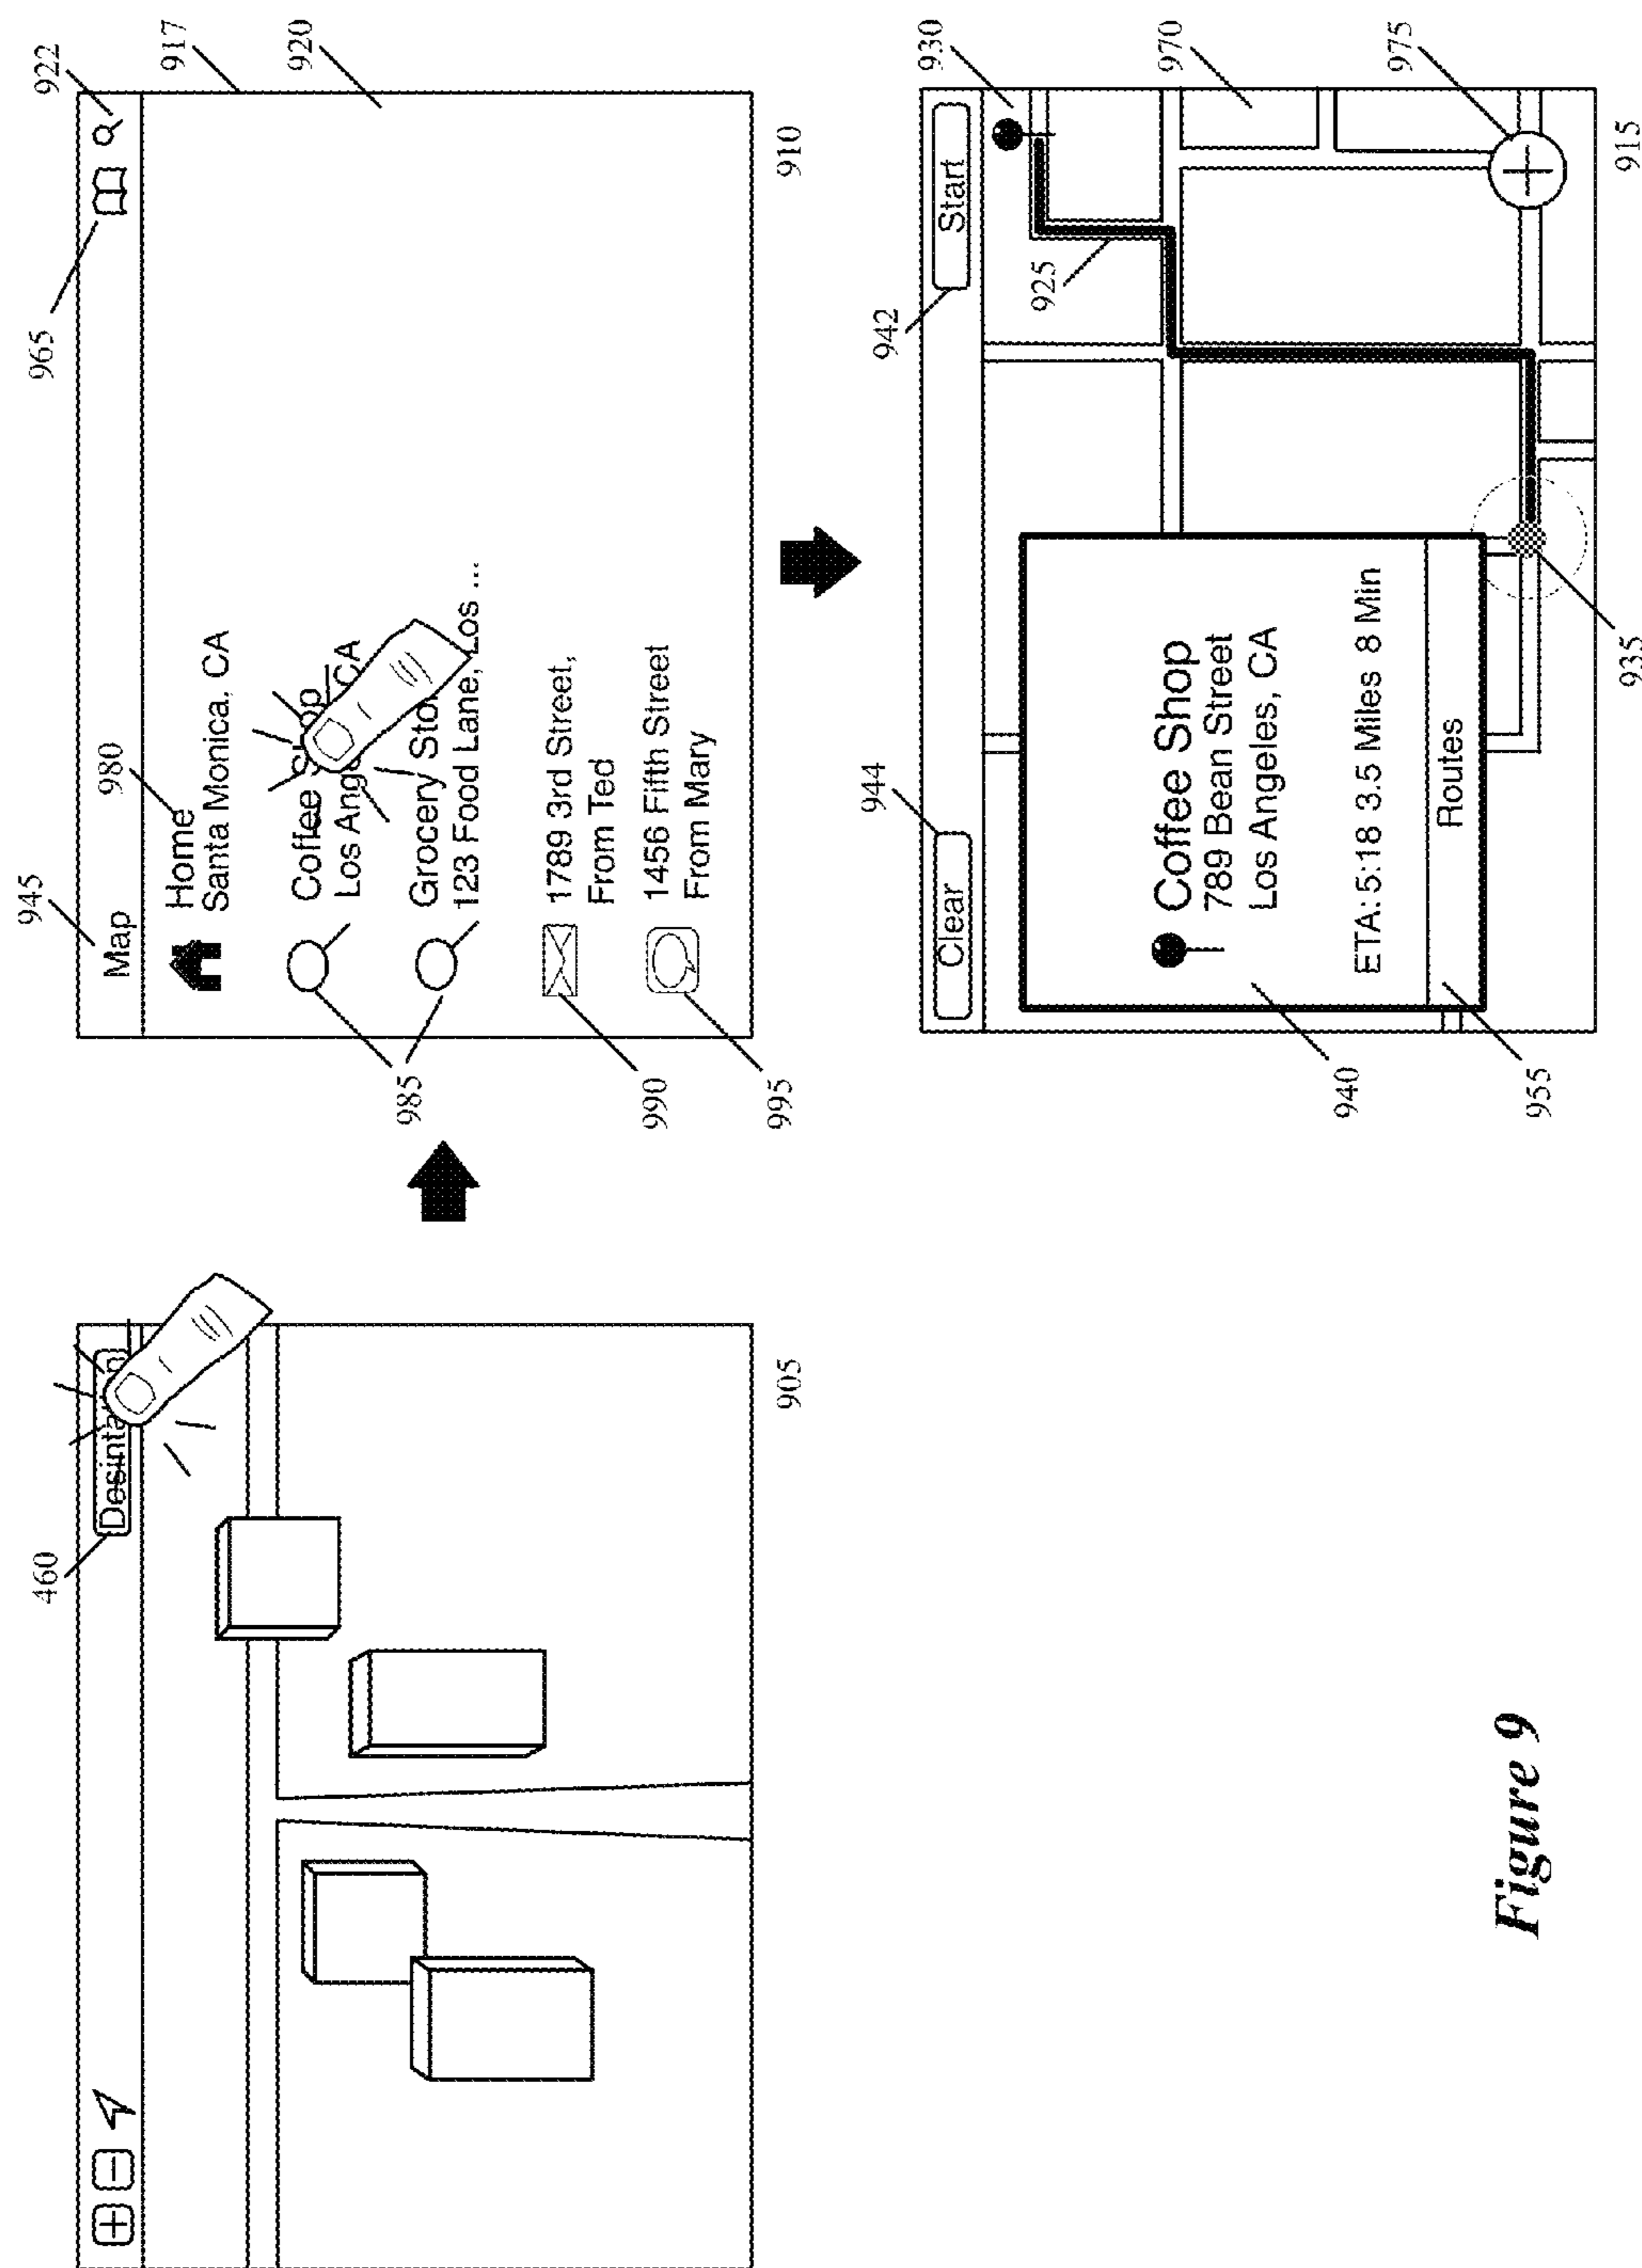 460
Desinta
905
945
Map
980
965
922
917
920
Home
Santa Monica, CA
Coffee Shop
Los Ange CA
Grocery Sto
123 Food Lane, Los ...
1789 3rd Street,
From Ted
1456 Fifth Street
From Mary
985
990
995
910
944
Clear
942
Start
930
925
970
975
Coffee Shop
789 Bean Street
Los Angeles, CA
ETA: 5:18 3.5 Miles 8 Min
Routes
940
955
935
915
Figure 9